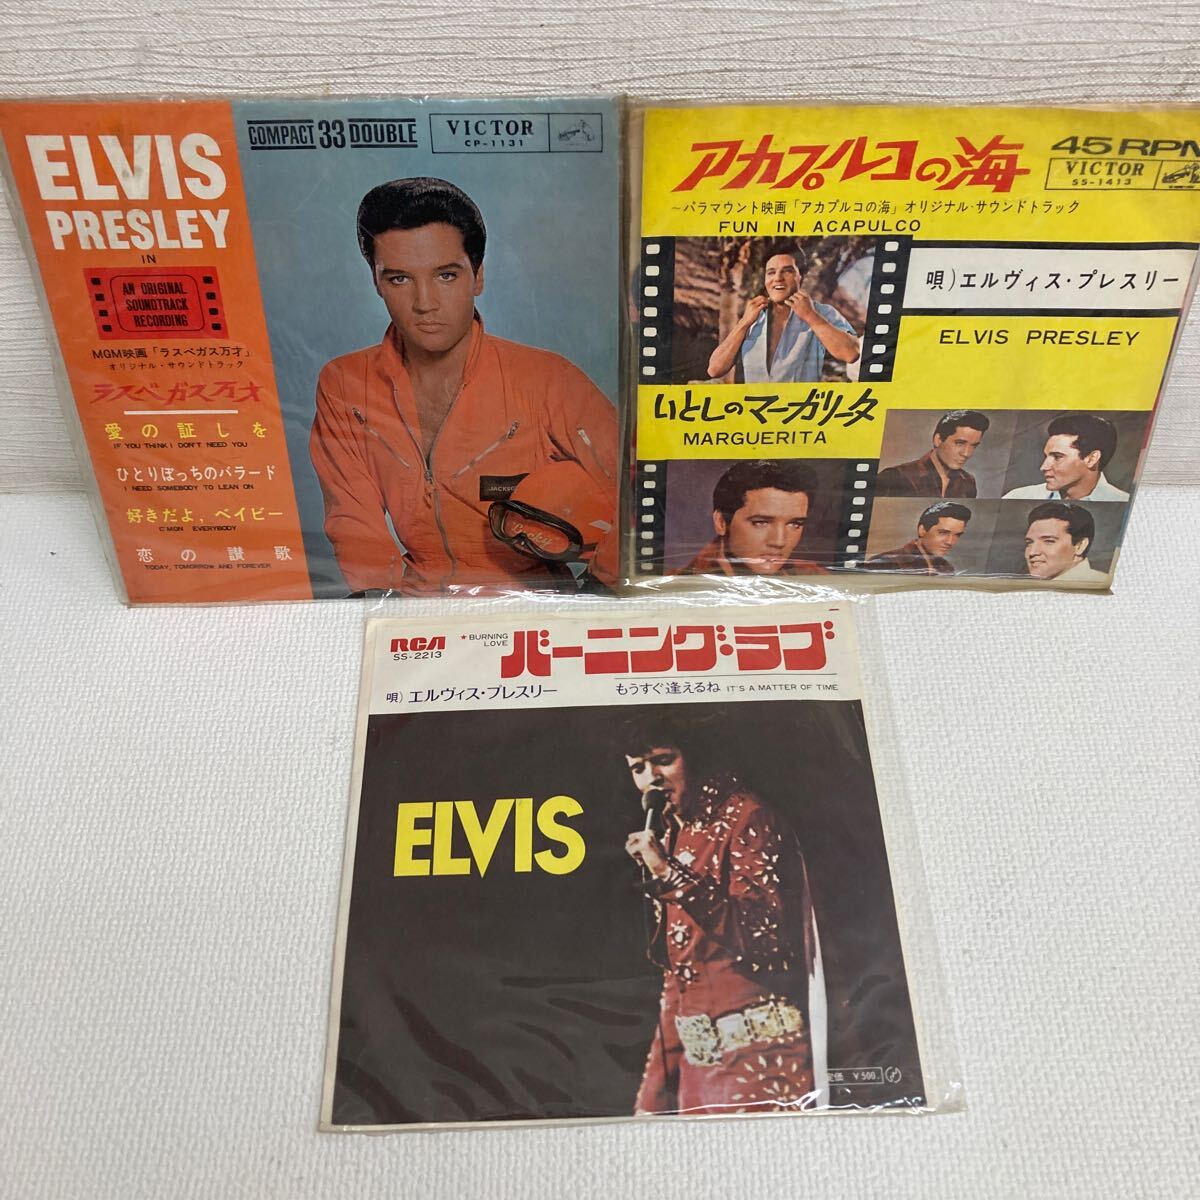 ELVIS
PRESLEY
IN
AN ORIGINAL
SOUNDTRACK
RECORDING
MGM映画「ラスベガス万才」
オリジナル・サウンドトラック
ラスベガス万才
愛の証しを
IF YOU THINK I DON'T NEED YOU
ひとりぼっちのバラード
I NEED SOMEBODY TO LEAN ON
好きだよ、ベイビー
C'MON EVERYBODY
恋の讃歌
TODAY, TOMORROW AND FOREVER
COMPACT 33 DOUBLE
VICTOR
CP-1131
Lucky
アカプルコの海
45 RPM
VICTOR
SS-1413
～パラマウント映画「アカプルコの海」オリジナル・サウンドトラック
FUN IN ACAPULCO
唄）エルヴィス・プレスリー
ELVIS PRESLEY
いとしのマーガリータ
MARGUERITA
RCA
SS-2213
★BURNING
LOVE
バーニング・ラブ
唄）エルヴィス・プレスリー
もうすぐ逢えるね IT'S A MATTER OF TIME
ELVIS
定価 ¥500.